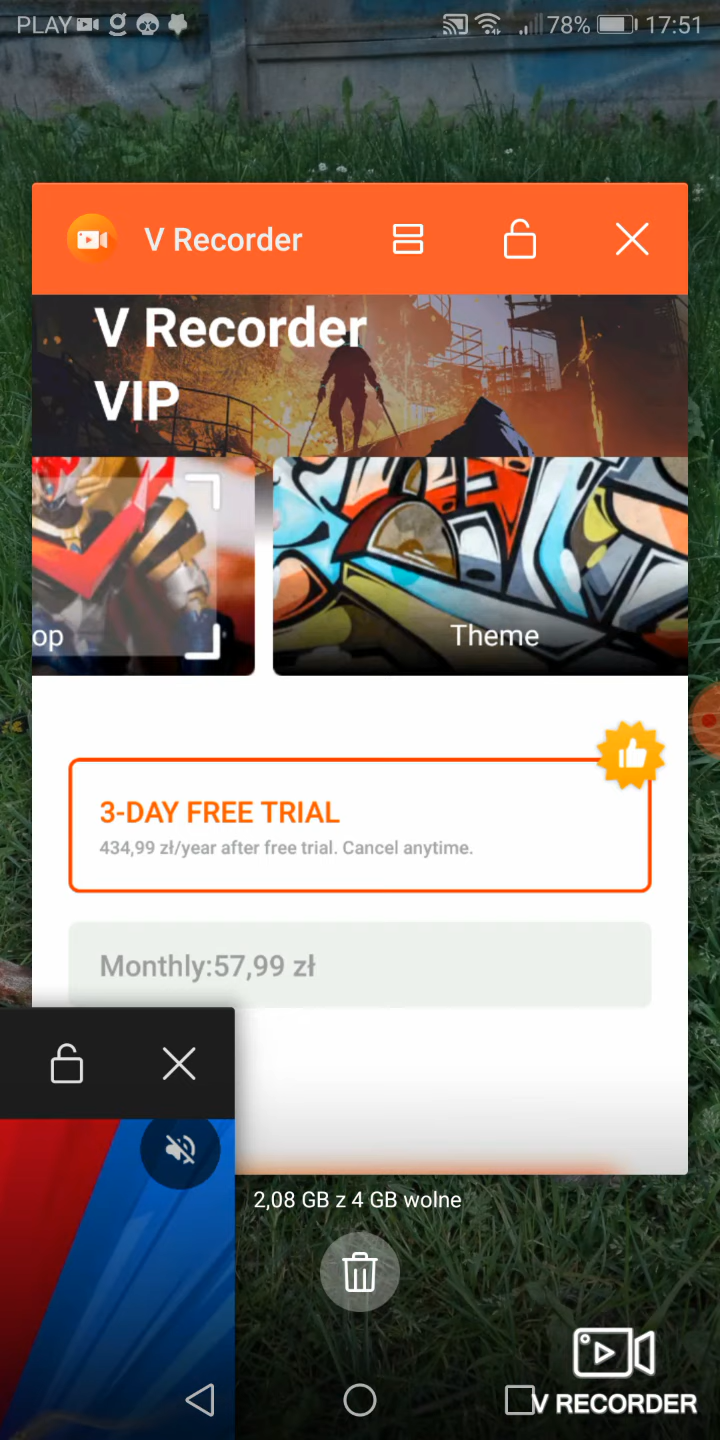 PLAY
78%
17:51
V Recorder
V Recorder
VIP
op
Theme
3-DAY FREE TRIAL
434,99 zł/year after free trial. Cancel anytime.
Monthly:57,99 zł
2,08 GB z 4 GB wolne
V RECORDER